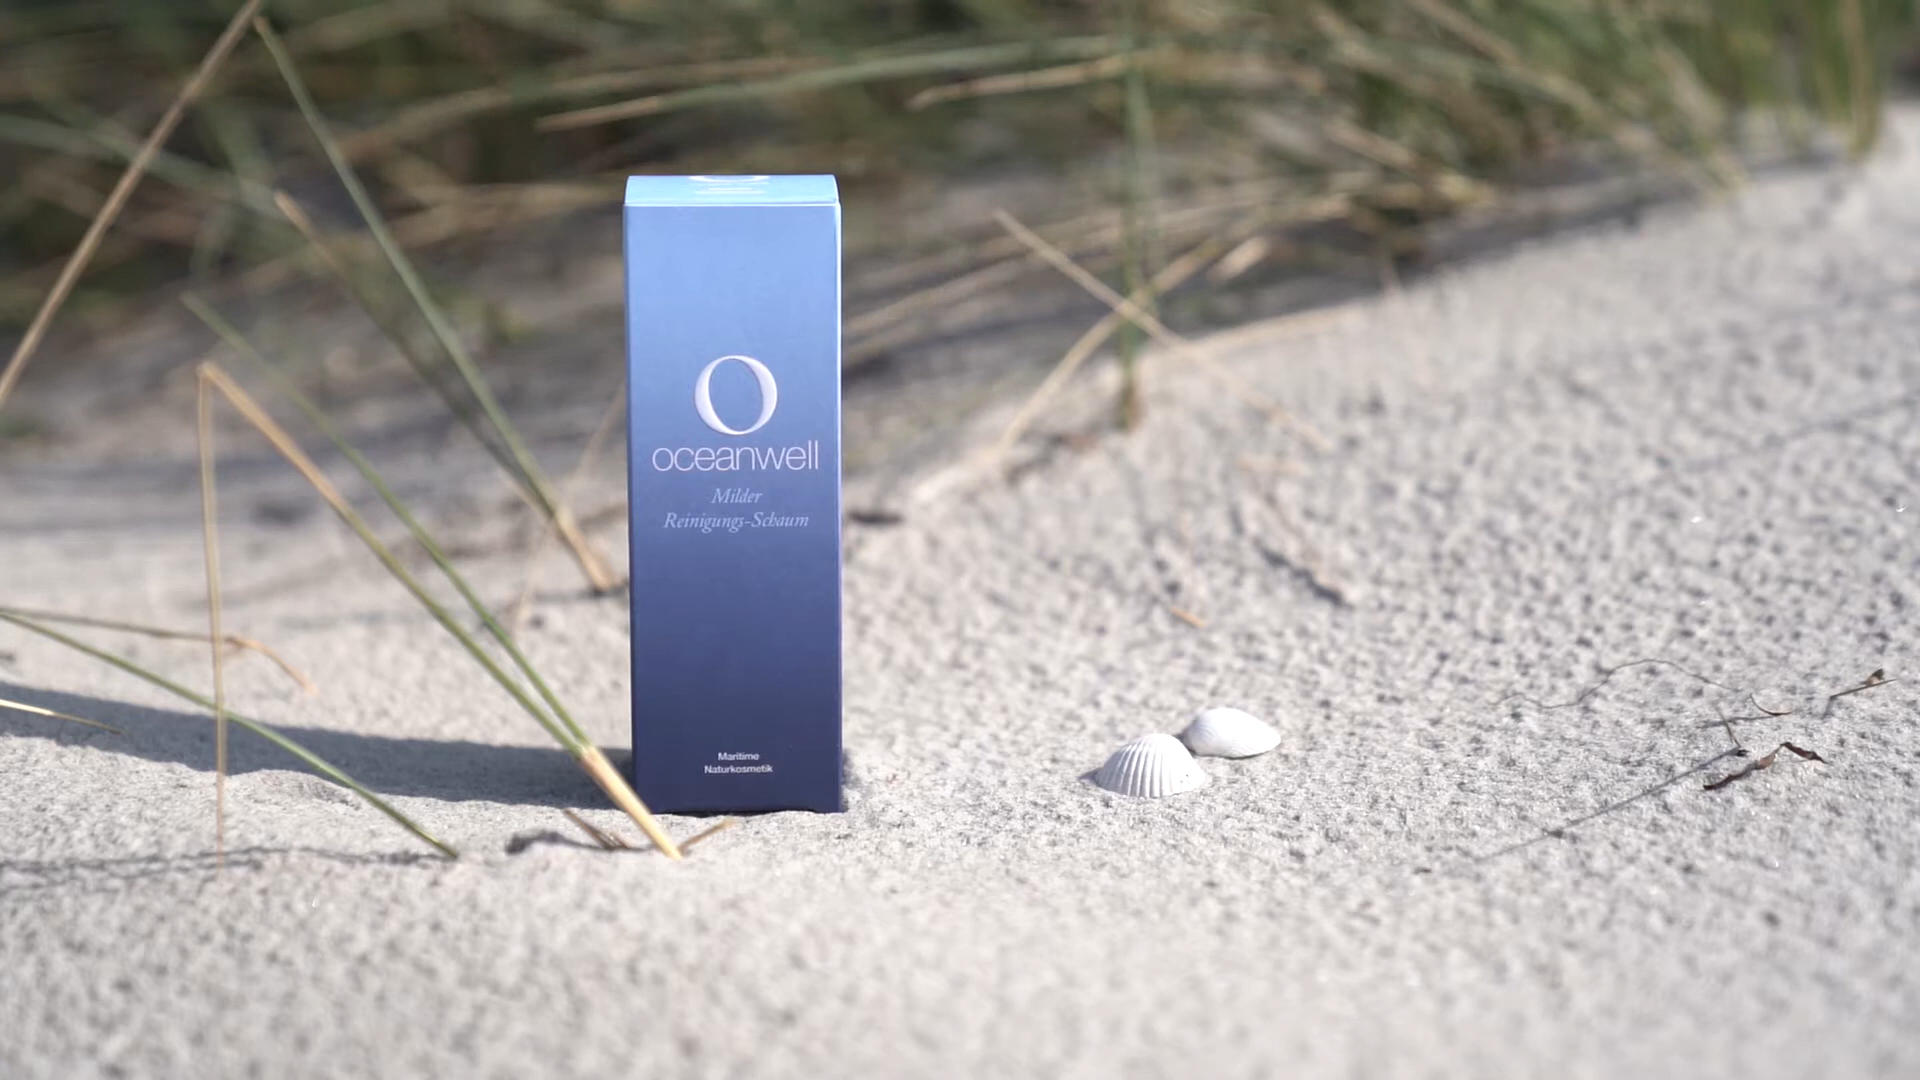 O
oceanwell
Milder
Reinigungs-Schaum
Maritime
Naturkosmetik